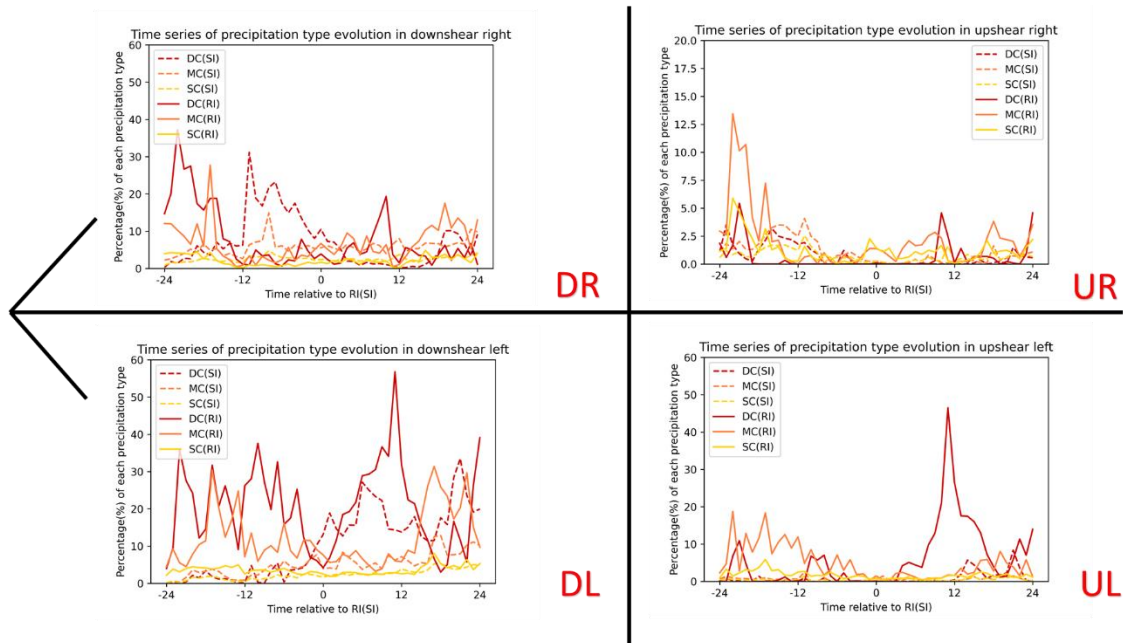 Time series of precipitation type evolution in downshear right
Percentage(%) of each precipitation type
60
50
40
30
20
10
0
DC(SI)
MC(SI)
SC(SI)
DC(RI)
MC(RI)
SC(RI)
-24 -12 0 12 24
Time relative to RI(SI)
DR
Time series of precipitation type evolution in upshear right
Percentage(%) of each precipitation type
20.0
17.5
15.0
12.5
10.0
7.5
5.0
2.5
0.0
DC(SI)
MC(SI)
SC(SI)
DC(RI)
MC(RI)
SC(RI)
-24 -12 0 12 24
Time relative to RI(SI)
UR
Time series of precipitation type evolution in downshear left
Percentage(%) of each precipitation type
60
50
40
30
20
10
0
DC(SI)
MC(SI)
SC(SI)
DC(RI)
MC(RI)
SC(RI)
-24 -12 0 12 24
Time relative to RI(SI)
DL
Time series of precipitation type evolution in upshear left
Percentage(%) of each precipitation type
60
50
40
30
20
10
0
DC(SI)
MC(SI)
SC(SI)
DC(RI)
MC(RI)
SC(RI)
-24 -12 0 12 24
Time relative to RI(SI)
UL